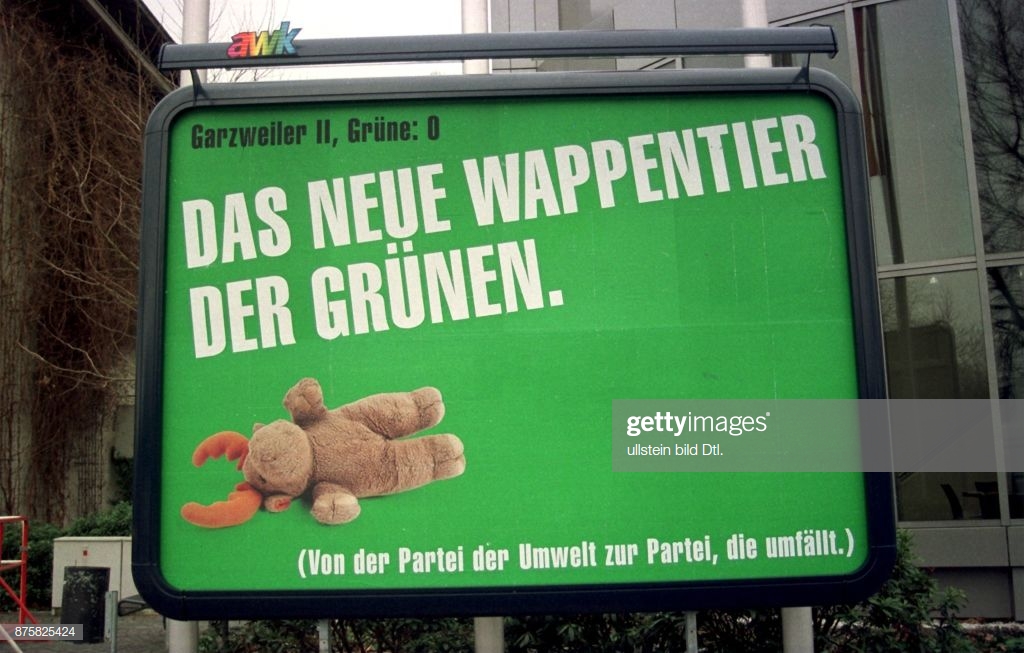 awk
Garzweiler II, Grüne: 0
DAS NEUE WAPPENTIER
DER GRÜNEN.
gettyimages®
ullstein bild Dtl.
(Von der Partei der Umwelt zur Partei, die umfällt.)
875825424